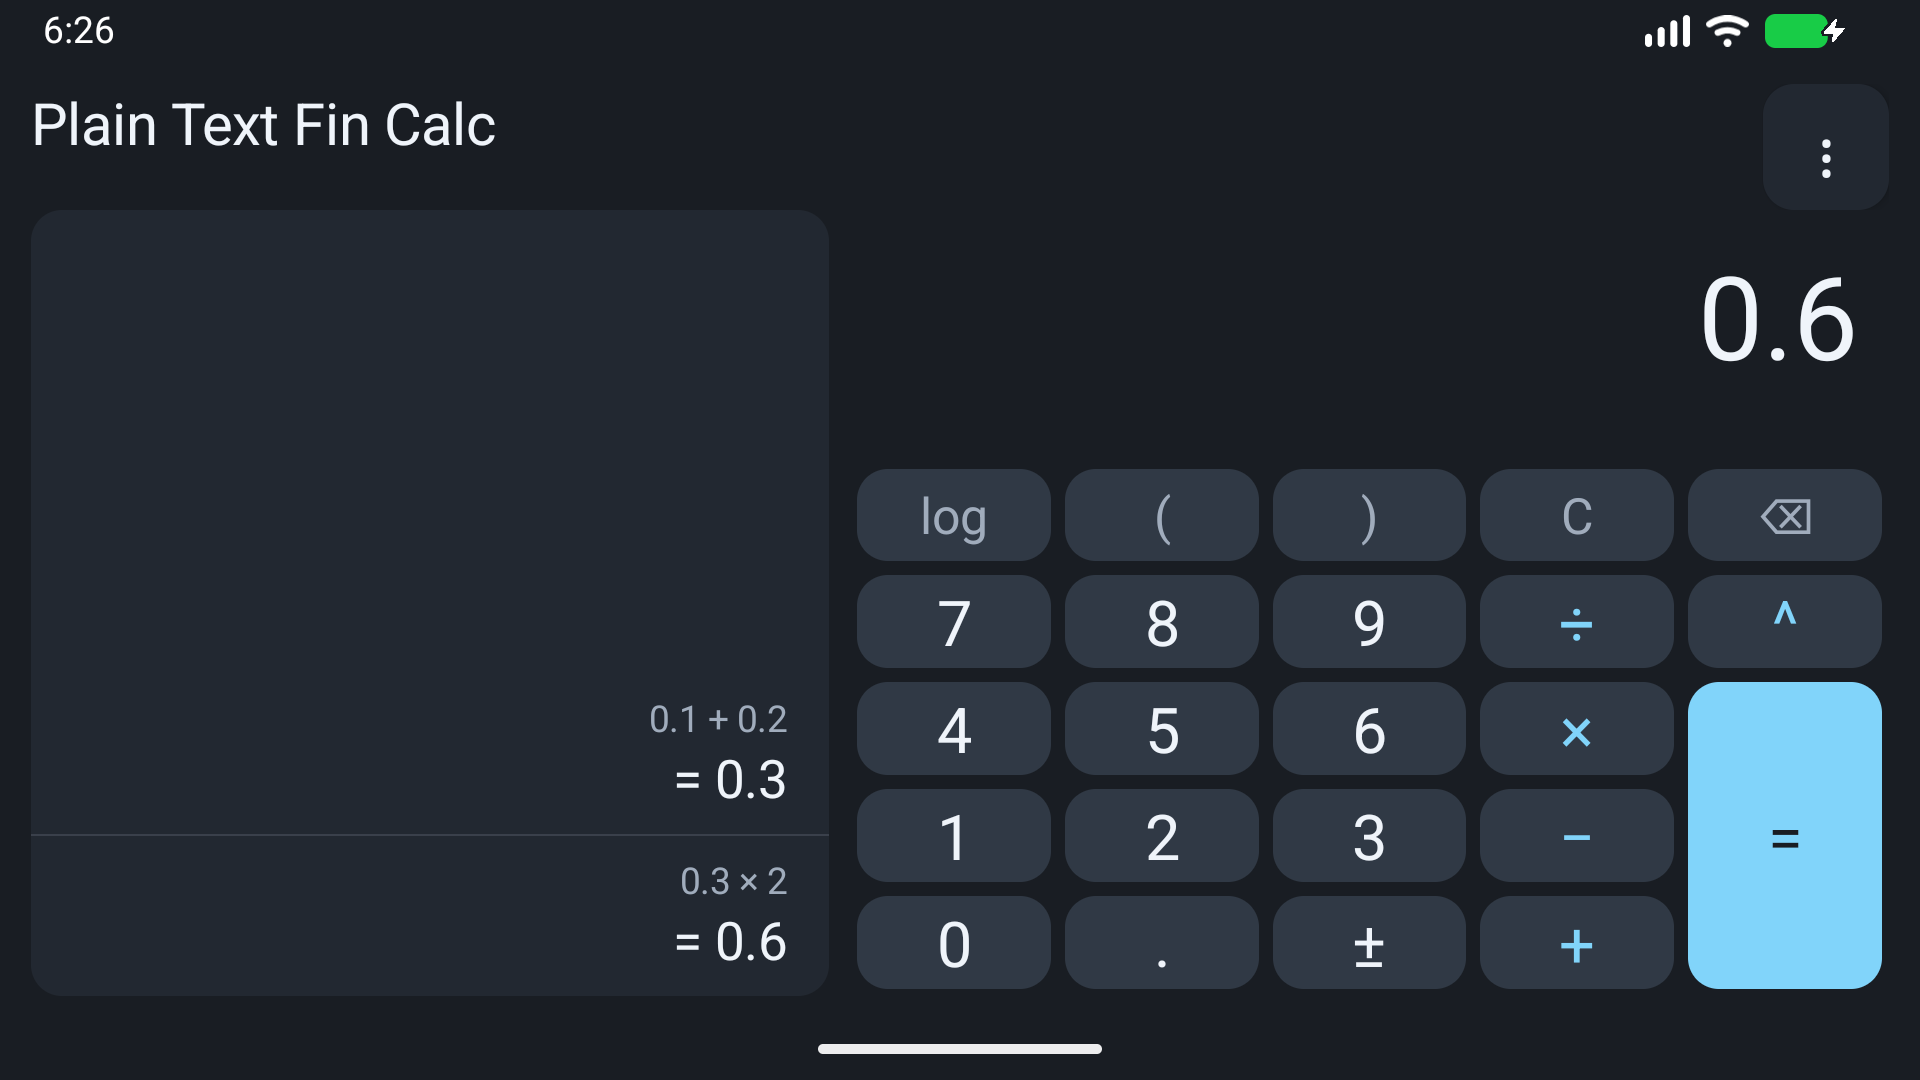 6:26
Plain Text Fin Calc
0.6
0.1 + 0.2
= 0.3
0.3 × 2
= 0.6
log ( ) C
7 8 9 ÷ ^
4 5 6 ×
1 2 3 − =
0 . ± +